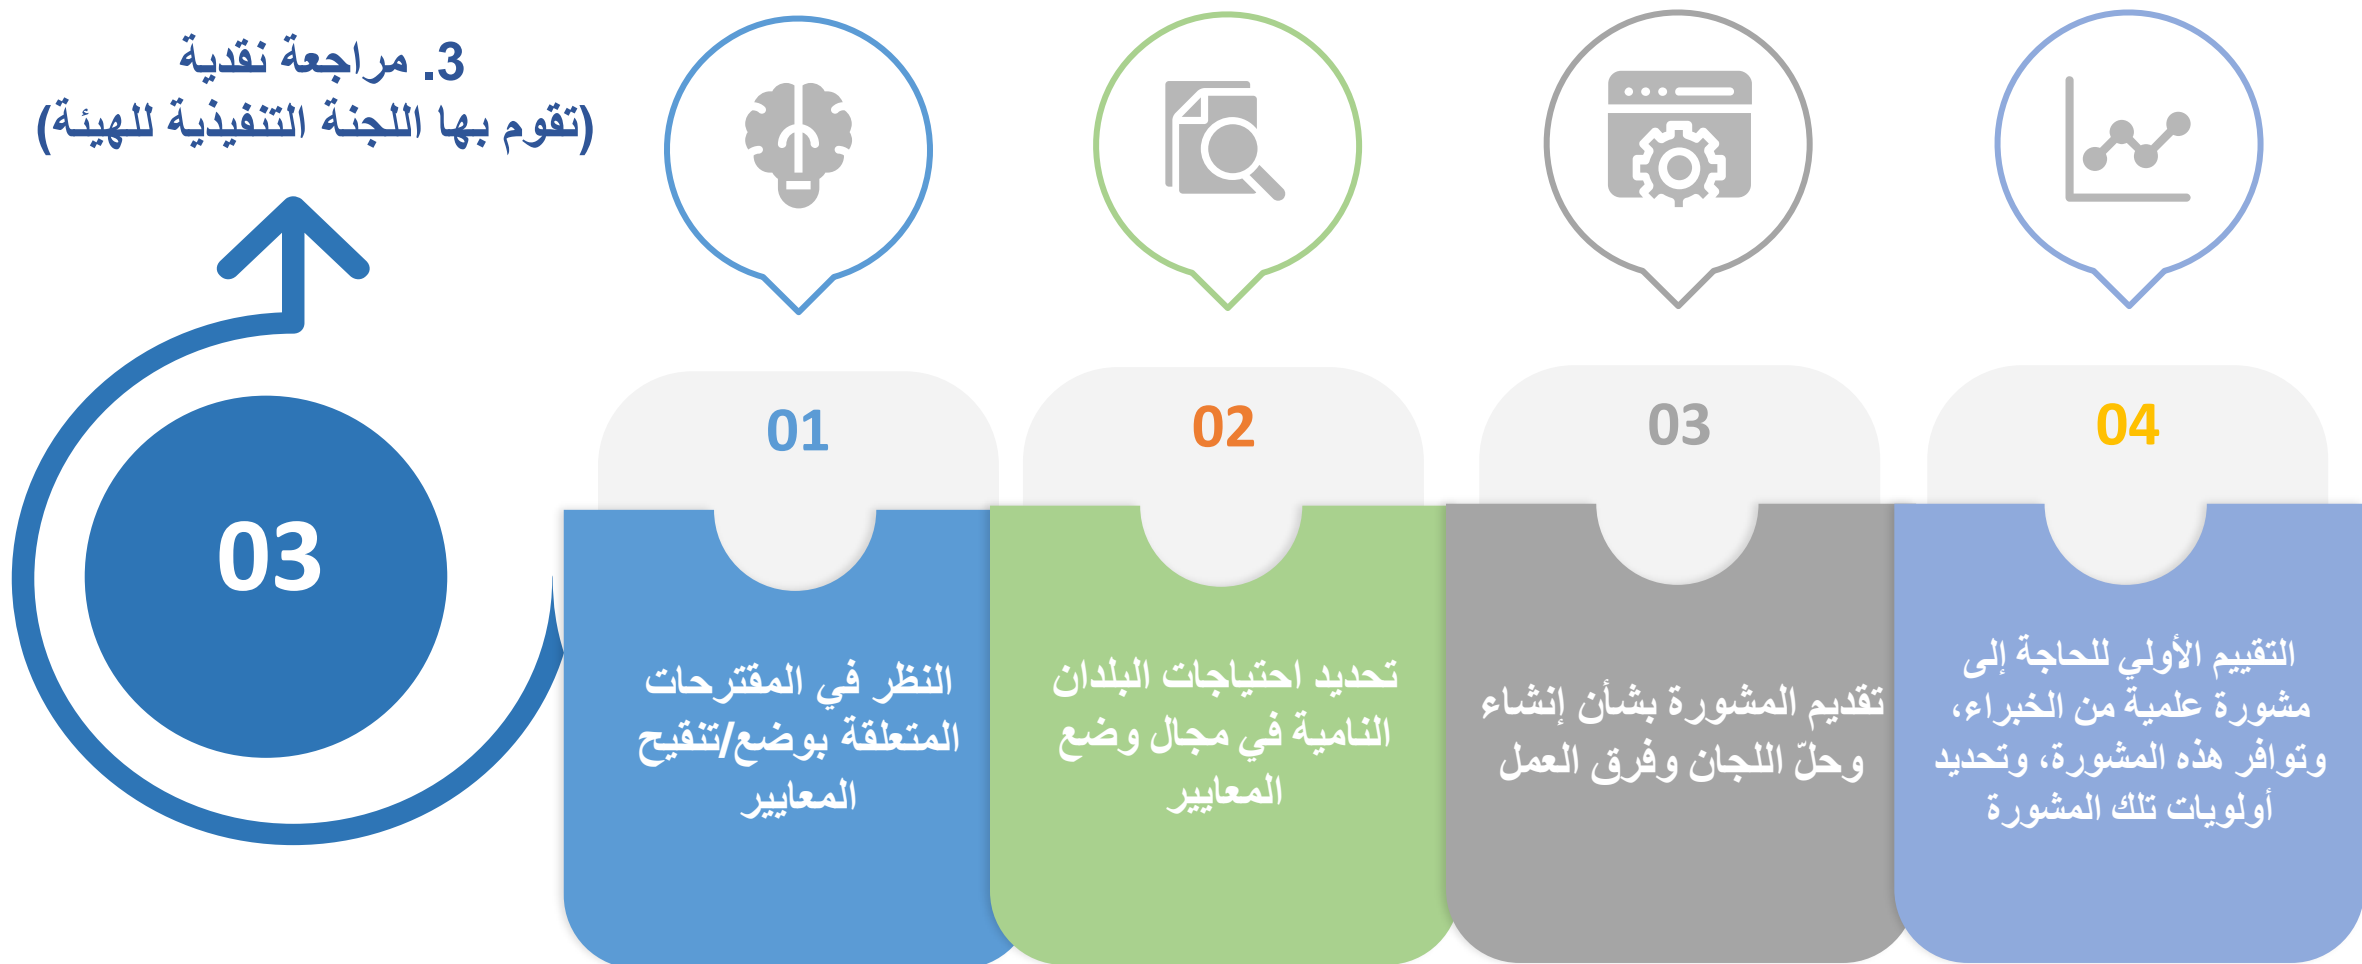 3. مراجعة نقدية
(تقوم بها اللجنة التنفيذية للهيئة)
03
01
النظر في المقترحات
المتعلقة بوضع/تنقيح
المعايير
02
تحديد احتياجات البلدان
النامية في مجال وضع
المعايير
03
تقديم المشورة بشأن إنشاء
وحلّ اللجان وفرق العمل
04
التقييم الأولي للحاجة إلى
مشورة علمية من الخبراء،
وتوافر هذه المشورة، وتحديد
أولويات تلك المشورة